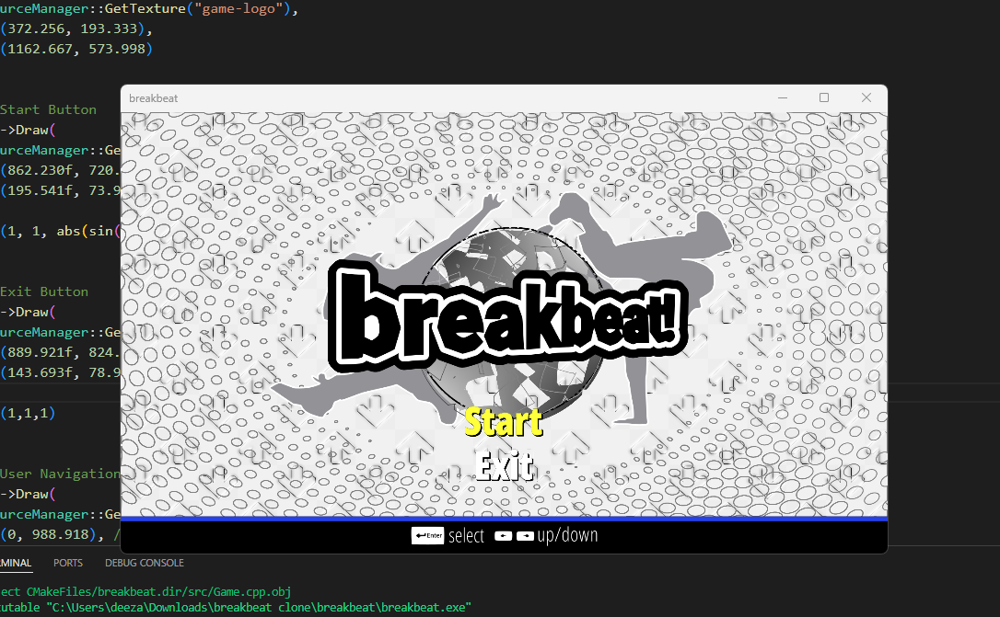 urceManager::GetTexture("game-logo"),
(372.256, 193.333),
(1162.667, 573.998)
breakbeat
Start Button
->Draw(
urceManager::Ge
(862.230f, 720.
(195.541f, 73.9
(1, 1, abs(sin(
breakbeat!
Exit Button
->Draw(
urceManager::Ge
(889.921f, 824.
(143.693f, 78.9
(1,1,1)
Start
Exit
User Navigation
->Draw(
urceManager::Ge
(0, 988.918), /
Enter select up/down
MINAL PORTS DEBUG CONSOLE
ect CMakeFiles/breakbeat.dir/src/Game.cpp.obj
utable "C:\Users\deeza\Downloads\breakbeat clone\breakbeat\breakbeat.exe"